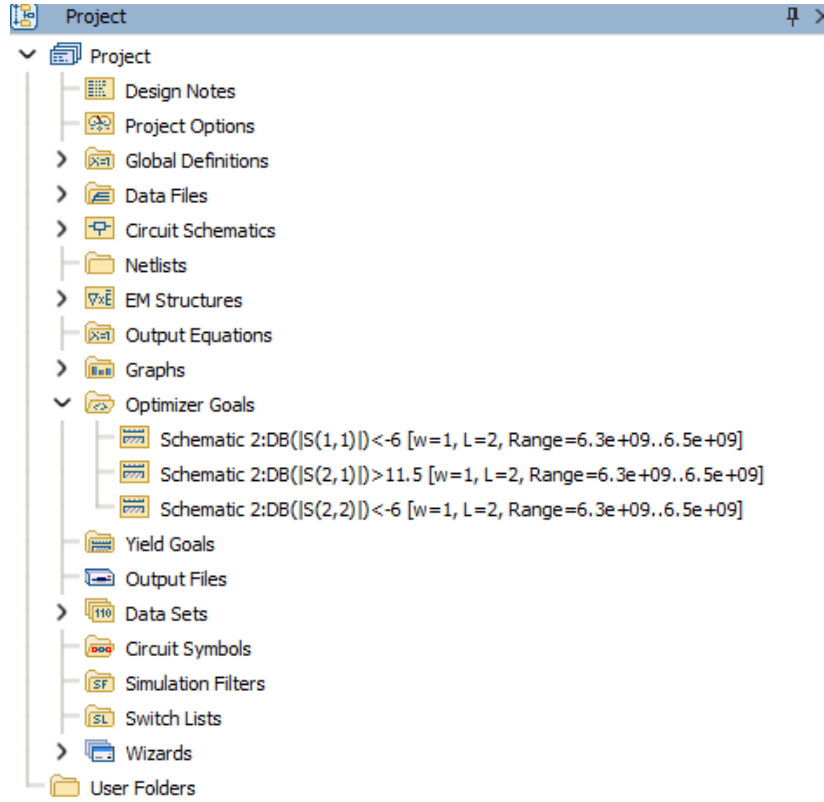 Project
Project
Design Notes
Project Options
Global Definitions
Data Files
Circuit Schematics
Netlists
EM Structures
Output Equations
Graphs
Optimizer Goals
Schematic 2:DB(|S(1,1)|)<-6 [w=1, L=2, Range=6.3e+09..6.5e+09]
Schematic 2:DB(|S(2,1)|)>11.5 [w=1, L=2, Range=6.3e+09..6.5e+09]
Schematic 2:DB(|S(2,2)|)<-6 [w=1, L=2, Range=6.3e+09..6.5e+09]
Yield Goals
Output Files
Data Sets
Circuit Symbols
Simulation Filters
Switch Lists
Wizards
User Folders